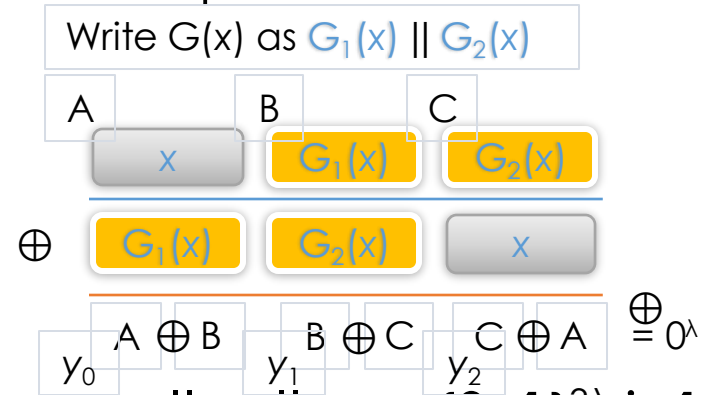 Write G(x) as G₁(x) || G₂(x)
A B C
x G₁(x) G₂(x)
⊕ G₁(x) G₂(x) x
A ⊕ B B ⊕ C C ⊕ A ⊕ = 0^λ
y₀ y₁ y₂